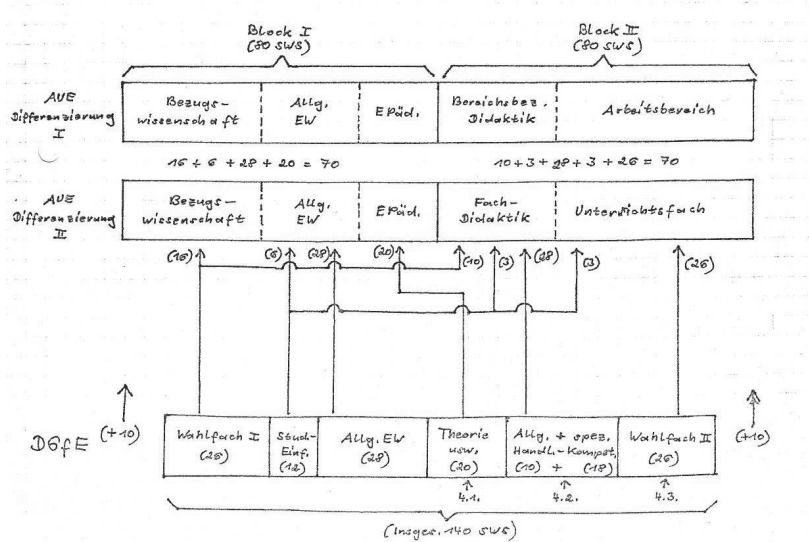 Block I
(80 SWS)
Block II
(80 SWS)
AUE
Differenzierung
I
Bezugs-
wissenschaft
Allg.
EW
EPäd.
Bereichsbez.
Didaktik
Arbeitsbereich
16 + 6 + 28 + 20 = 70
10 + 3 + 28 + 3 + 26 = 70
AUE
Differenzierung
II
Bezugs-
wissenschaft
Allg.
EW
EPäd.
Fach-
Didaktik
Unterrichtsfach
(16)
(6)
(28)
(20)
(10)
(3)
(28)
(3)
(26)
DGfE
(+10)
Wahlfach I
(26)
Stud.-
Einf.
(12)
Allg. EW
(28)
Theorie
usw.
(20)
Allg. + spez.
Handl.-Kompet.
(10) + (18)
Wahlfach II
(26)
(+10)
4.1.
4.2.
4.3.
(Insges. 140 SWS)